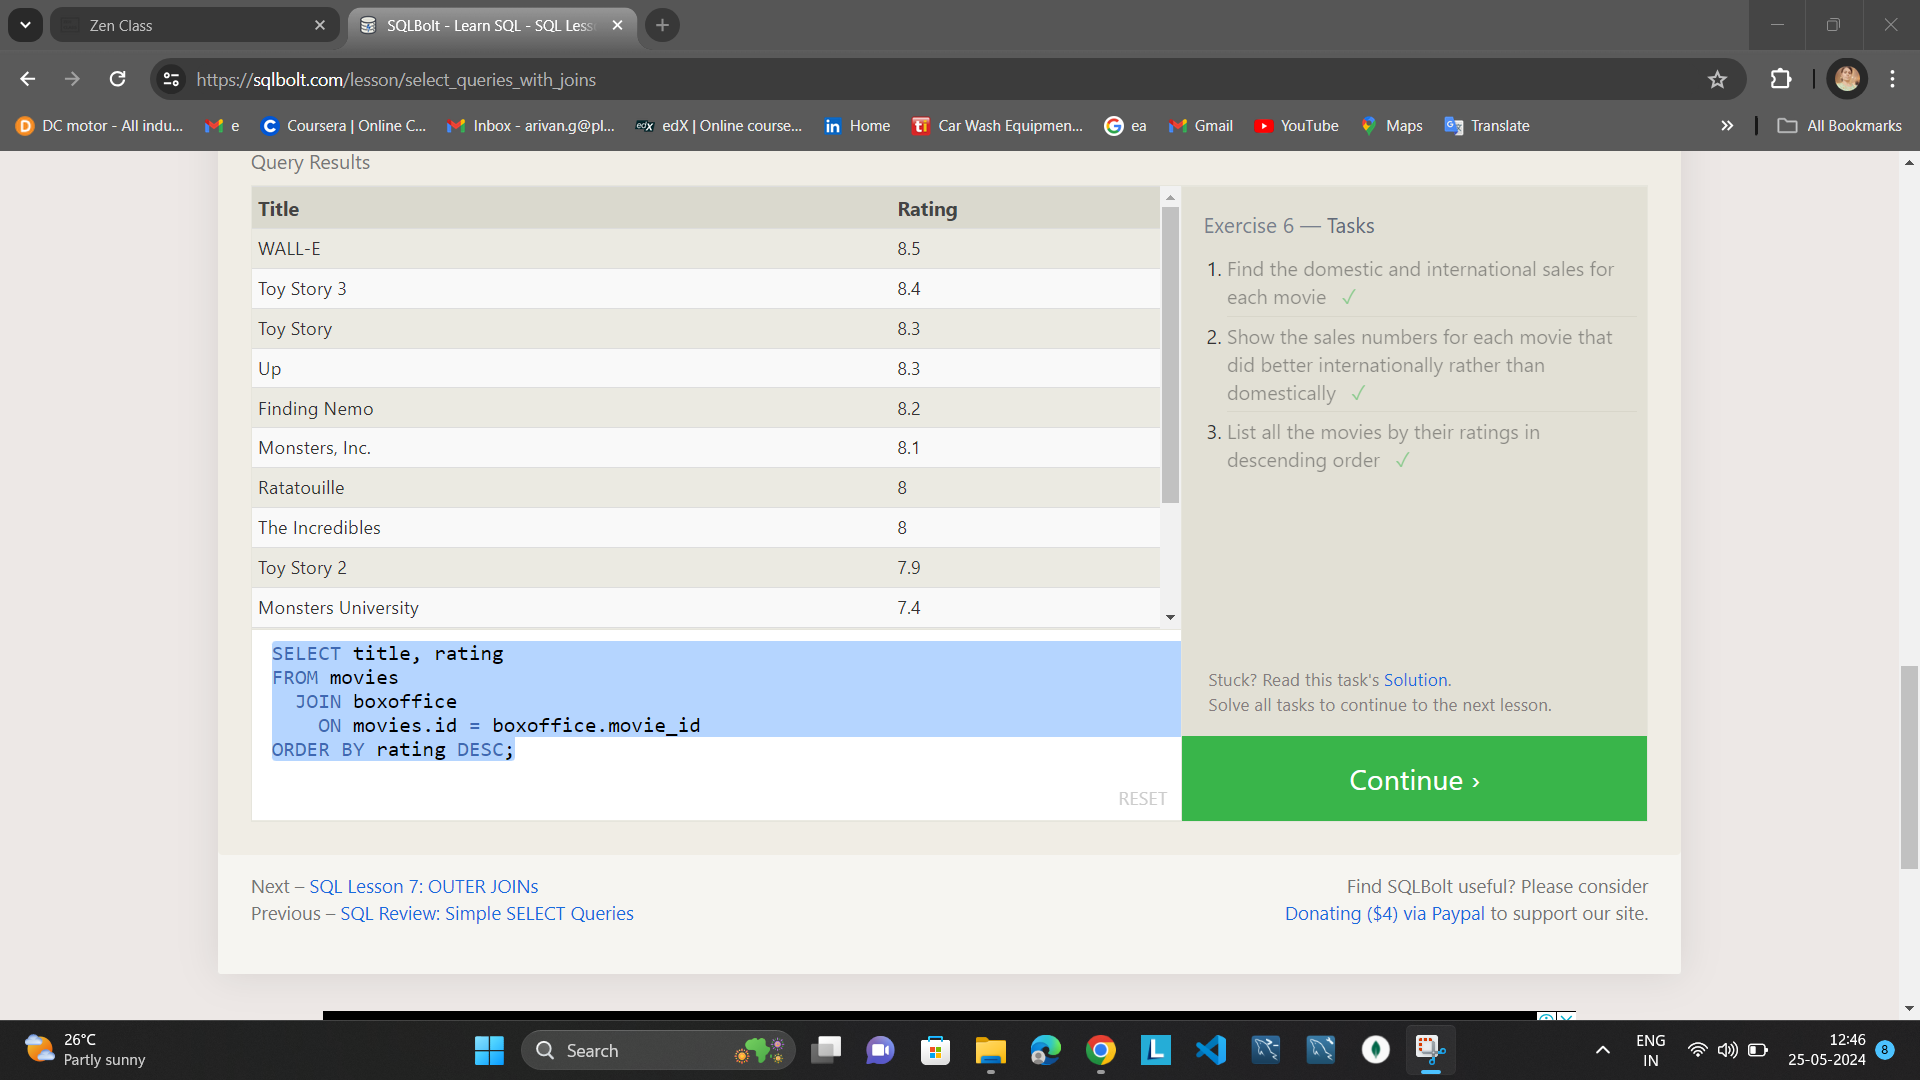 Zen Class
SQLBolt - Learn SQL - SQL Less
https://sqlbolt.com/lesson/select_queries_with_joins
DC motor - All indu...
e
Coursera | Online C...
Inbox - arivan.g@pl...
edX | Online course...
Home
Car Wash Equipmen...
ea
Gmail
YouTube
Maps
Translate
All Bookmarks
Query Results
Title Rating
WALL-E 8.5
Toy Story 3 8.4
Toy Story 8.3
Up 8.3
Finding Nemo 8.2
Monsters, Inc. 8.1
Ratatouille 8
The Incredibles 8
Toy Story 2 7.9
Monsters University 7.4
SELECT title, rating
FROM movies
JOIN boxoffice
ON movies.id = boxoffice.movie_id
ORDER BY rating DESC;
RESET
Exercise 6 — Tasks
1. Find the domestic and international sales for
each movie ✓
2. Show the sales numbers for each movie that
did better internationally rather than
domestically ✓
3. List all the movies by their ratings in
descending order ✓
Stuck? Read this task's Solution.
Solve all tasks to continue to the next lesson.
Continue ›
Next – SQL Lesson 7: OUTER JOINs
Previous – SQL Review: Simple SELECT Queries
Find SQLBolt useful? Please consider
Donating ($4) via Paypal to support our site.
26°C
Partly sunny
Search
ENG
IN
12:46
25-05-2024
8